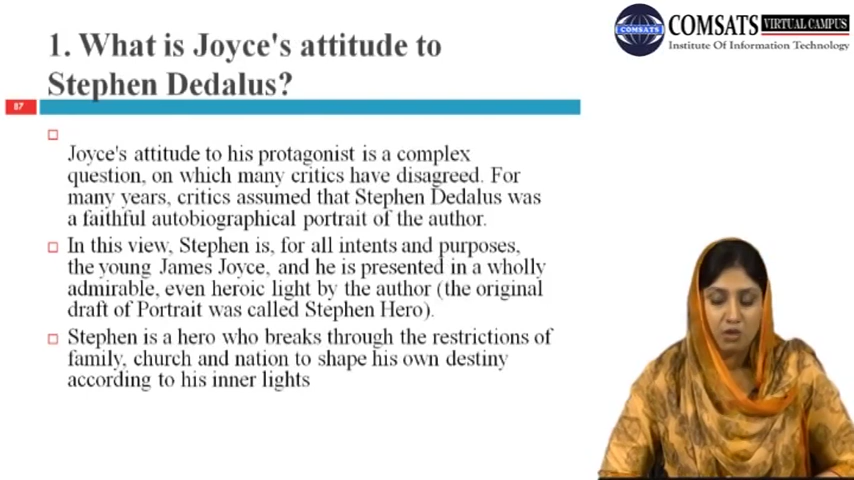 1. What is Joyce's attitude to
Stephen Dedalus?
COMSATS VIRTUAL CAMPUS
Institute Of Information Technology
COMSATS
87
Joyce's attitude to his protagonist is a complex
question, on which many critics have disagreed. For
many years, critics assumed that Stephen Dedalus was
a faithful autobiographical portrait of the author.
In this view, Stephen is, for all intents and purposes,
the young James Joyce, and he is presented in a wholly
admirable, even heroic light by the author (the original
draft of Portrait was called Stephen Hero).
Stephen is a hero who breaks through the restrictions of
family, church and nation to shape his own destiny
according to his inner lights